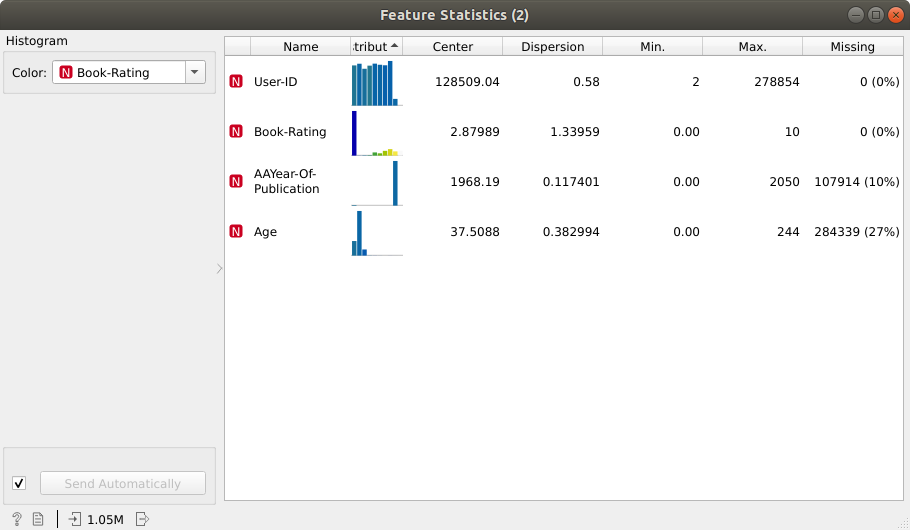 Feature Statistics (2)
Histogram
Color: N Book-Rating
Name :tribut Center Dispersion Min. Max. Missing
N User-ID 128509.04 0.58 2 278854 0 (0%)
N Book-Rating 2.87989 1.33959 0.00 10 0 (0%)
N AAYear-Of-
Publication 1968.19 0.117401 0.00 2050 107914 (10%)
N Age 37.5088 0.382994 0.00 244 284339 (27%)
Send Automatically
? 1.05M